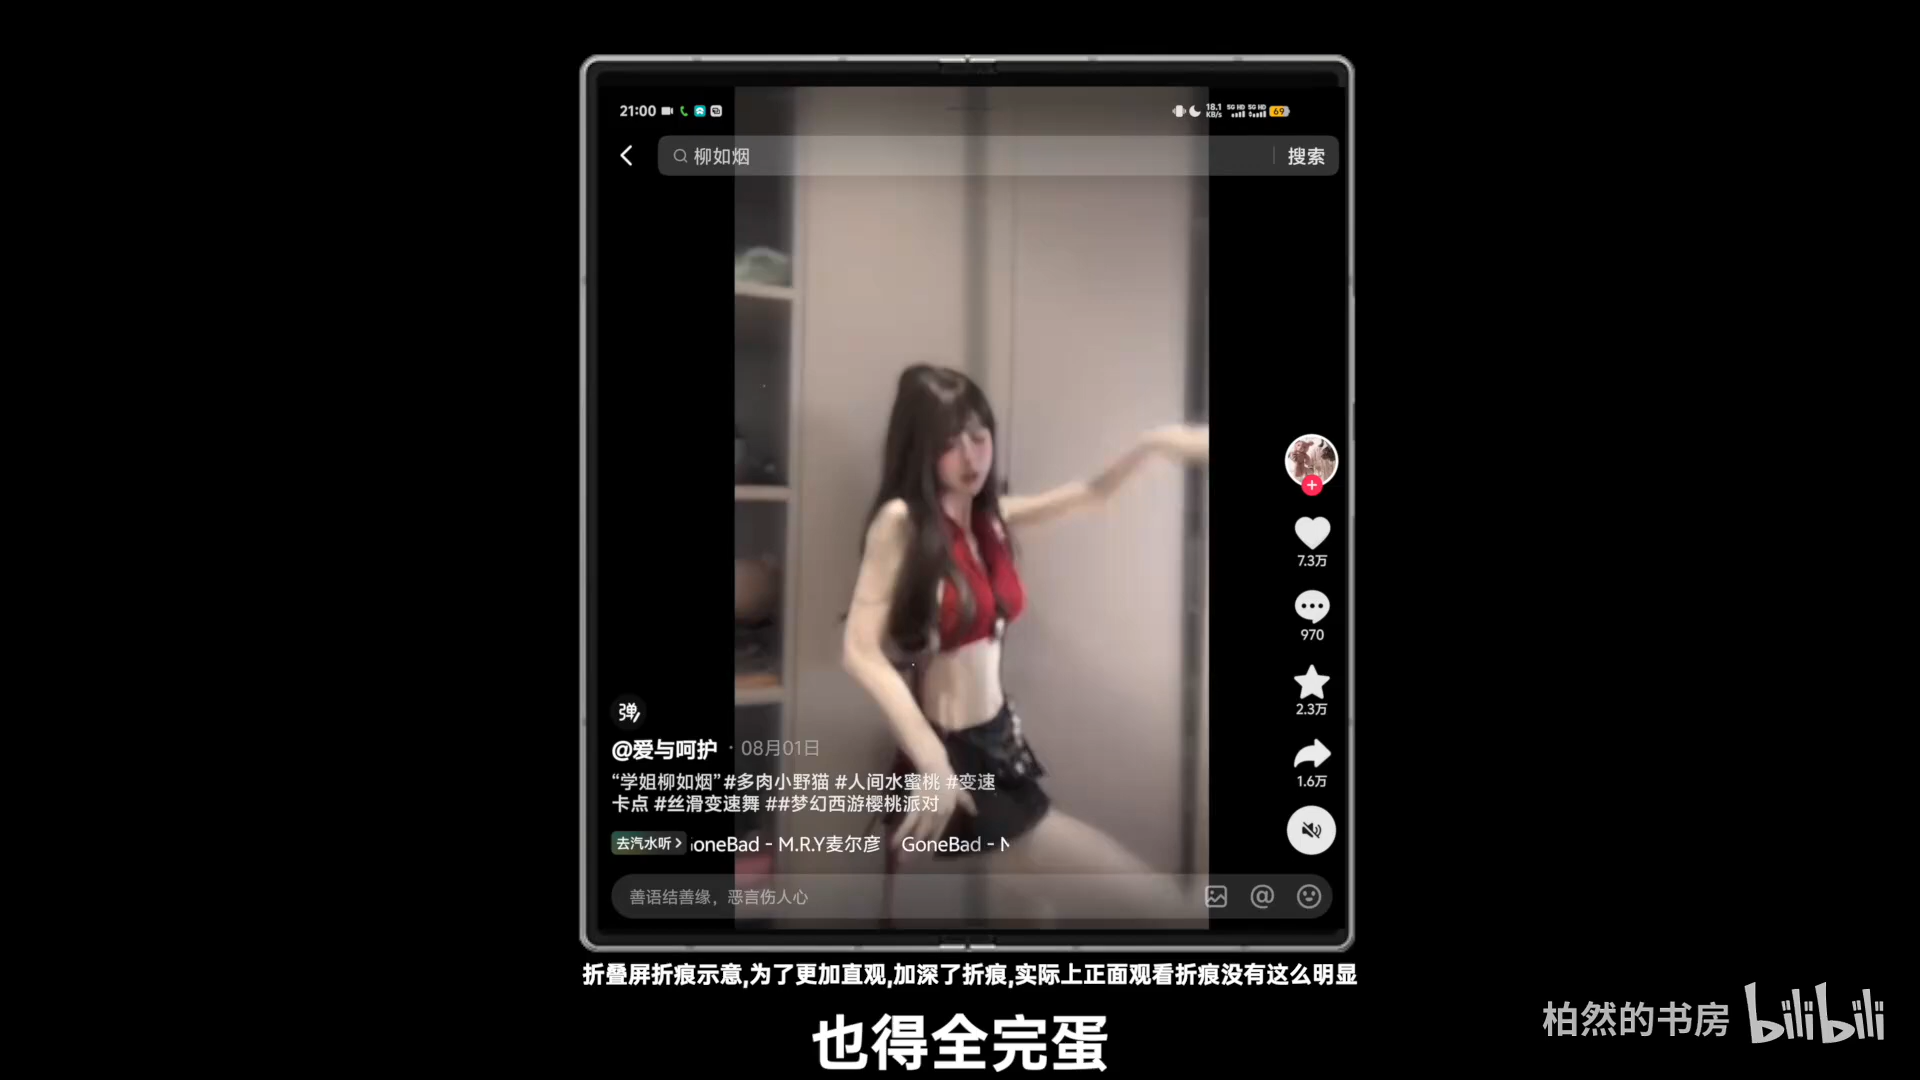 21:00
18.1 KB/s 5G HD 5G HD 69
柳如烟
搜索
7.3万
970
2.3万
1.6万
弹
@爱与呵护 · 08月01日
“学姐柳如烟”#多肉小野猫 #人间水蜜桃 #变速
卡点 #丝滑变速舞 ##梦幻西游樱桃派对
去汽水听 > GoneBad - M.R.Y麦尔彦 GoneBad - M
善语结善缘，恶言伤人心
折叠屏折痕示意,为了更加直观,加深了折痕,实际上正面观看折痕没有这么明显
也得全完蛋
柏然的书房 bilibili